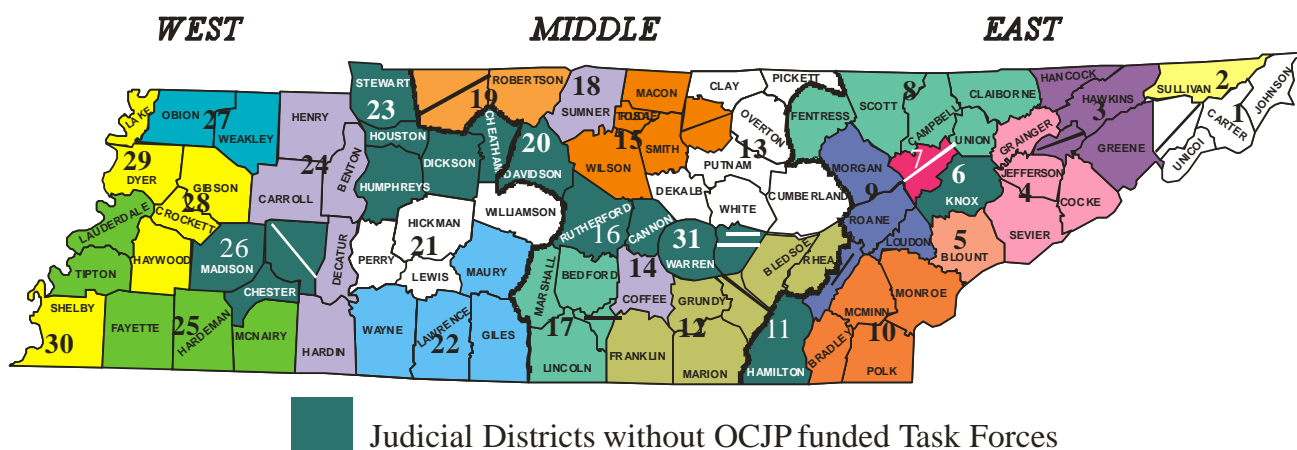 WEST MIDDLE EAST
STEWART
23
ROBERTSON
19
18
SUMNER
MACON
CLAY
PICKETT
8
SCOTT
CLAIBORNE
HANCOCK
HAWKINS
3
SULLIVAN
2
1
JOHNSON
CARTER
UNICOI
LAKE
OBION
27
WEAKLEY
HENRY
HOUSTON
CHEATHAM
20
DAVIDSON
15
SMITH
WILSON
OVERTON
13
PUTNAM
FENTRESS
CAMPBELL
UNION
GRAINGER
GREENE
29
DYER
GIBSON
28
CROCKETT
24
BENTON
CARROLL
DICKSON
HUMPHREYS
DEKALB
WHITE
CUMBERLAND
MORGAN
9
7
6
KNOX
JEFFERSON
4
COCKE
SEVIER
LAUDERDALE
HAYWOOD
26
MADISON
DECATUR
PERRY
HICKMAN
21
LEWIS
WILLIAMSON
MAURY
RUTHERFORD
16
CANNON
31
WARREN
BLEDSOE
RHEA
ROANE
LOUDON
5
BLOUNT
TIPTON
CHESTER
MARSHALL
BEDFORD
14
COFFEE
GRUNDY
12
MONROE
MCMINN
10
SHELBY
30
FAYETTE
25
HARDEMAN
MCNAIRY
HARDIN
WAYNE
LAWRENCE
22
GILES
17
LINCOLN
FRANKLIN
MARION
11
HAMILTON
BRADLEY
POLK
Judicial Districts without OCJP funded Task Forces